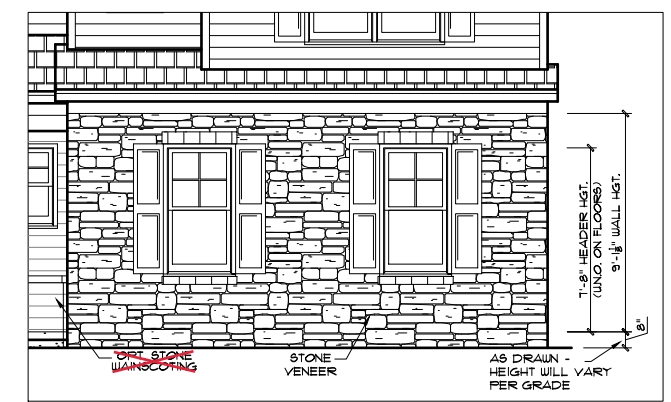 7'-8" HEADER HGT.
(U.N.O. ON FLOORS)
9'-1⅛" WALL HGT.
8"
OPT. STONE
WAINSCOTING
STONE
VENEER
AS DRAWN -
HEIGHT WILL VARY
PER GRADE